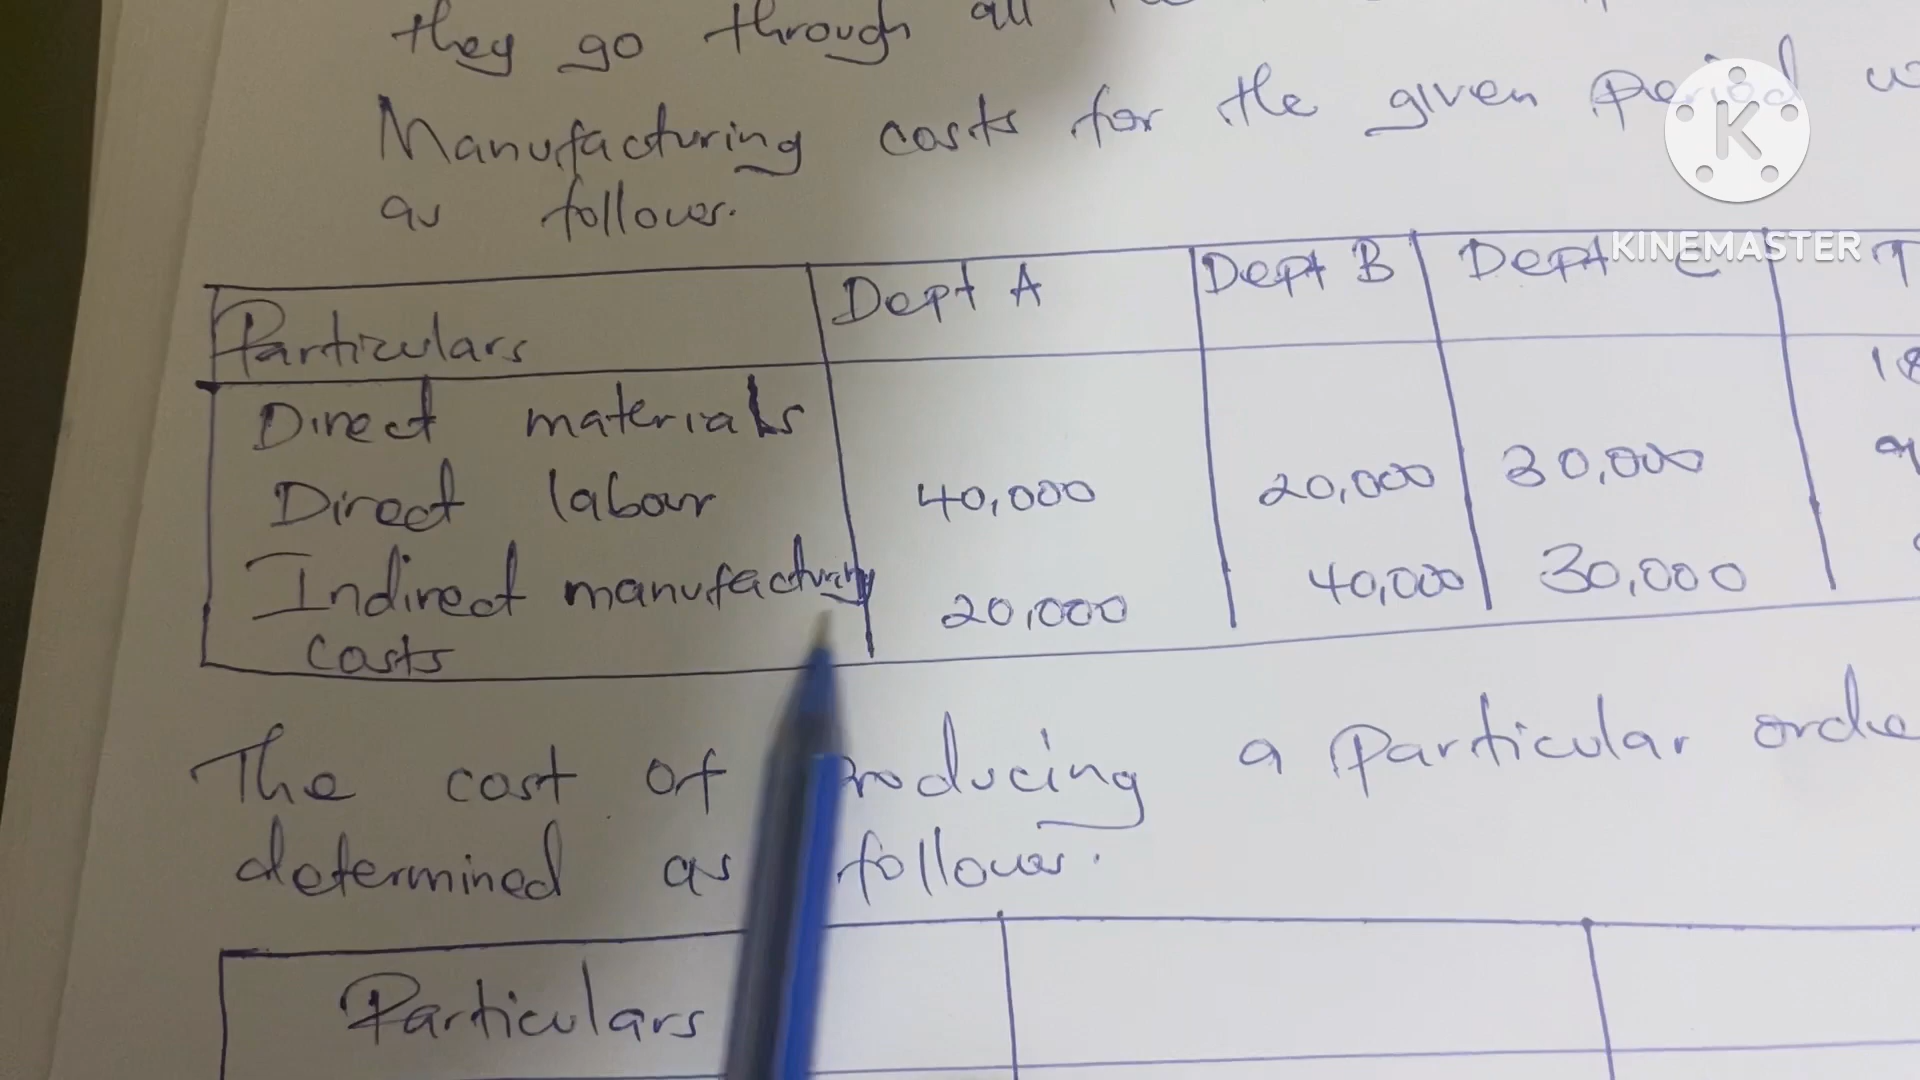 they go through all
Manufacturing costs for the given Period
as follows.
KINEMASTER
Particulars Dept A Dept B Dept C
Direct materials
Direct labour 40,000 20,000 30,000
Indirect manufacturing 20,000 40,000 30,000
costs
The cost of producing a particular
determined as follows.
Particulars